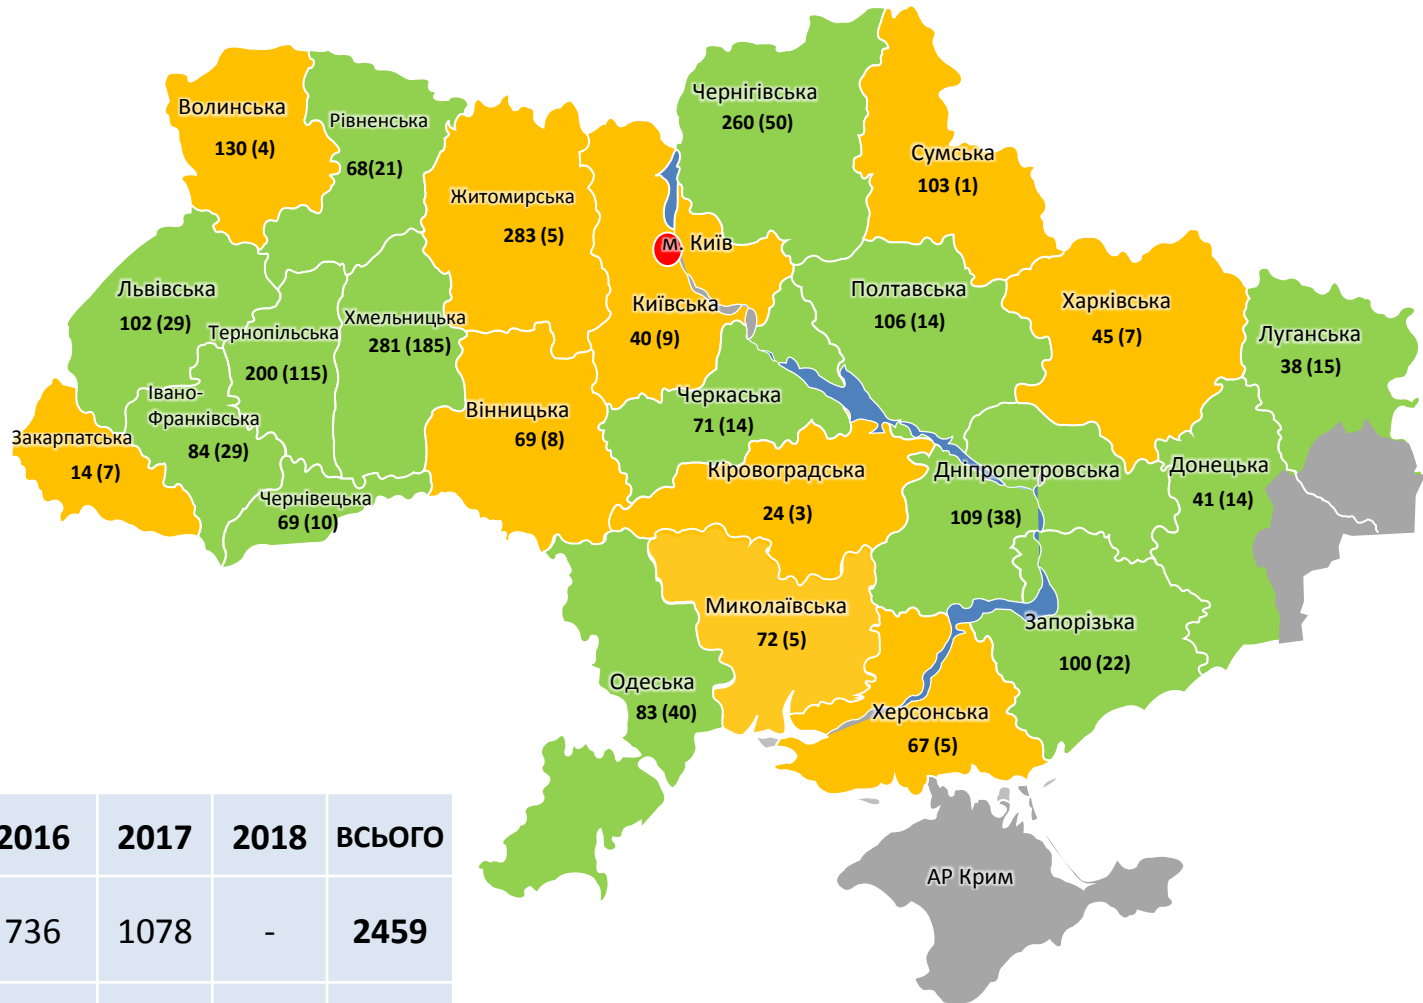 Волинська
130 (4)
Рівненська
68(21)
Житомирська
283 (5)
Чернігівська
260 (50)
Сумська
103 (1)
м. Київ
Київська
40 (9)
Львівська
102 (29)
Тернопільська
200 (115)
Хмельницька
281 (185)
Івано-
Франківська
84 (29)
Закарпатська
14 (7)
Чернівецька
69 (10)
Вінницька
69 (8)
Черкаська
71 (14)
Полтавська
106 (14)
Харківська
45 (7)
Луганська
38 (15)
Донецька
41 (14)
Дніпропетровська
109 (38)
Кіровоградська
24 (3)
Миколаївська
72 (5)
Запорізька
100 (22)
Одеська
83 (40)
Херсонська
67 (5)
АР Крим
2016 2017 2018 ВСЬОГО
736 1078 - 2459